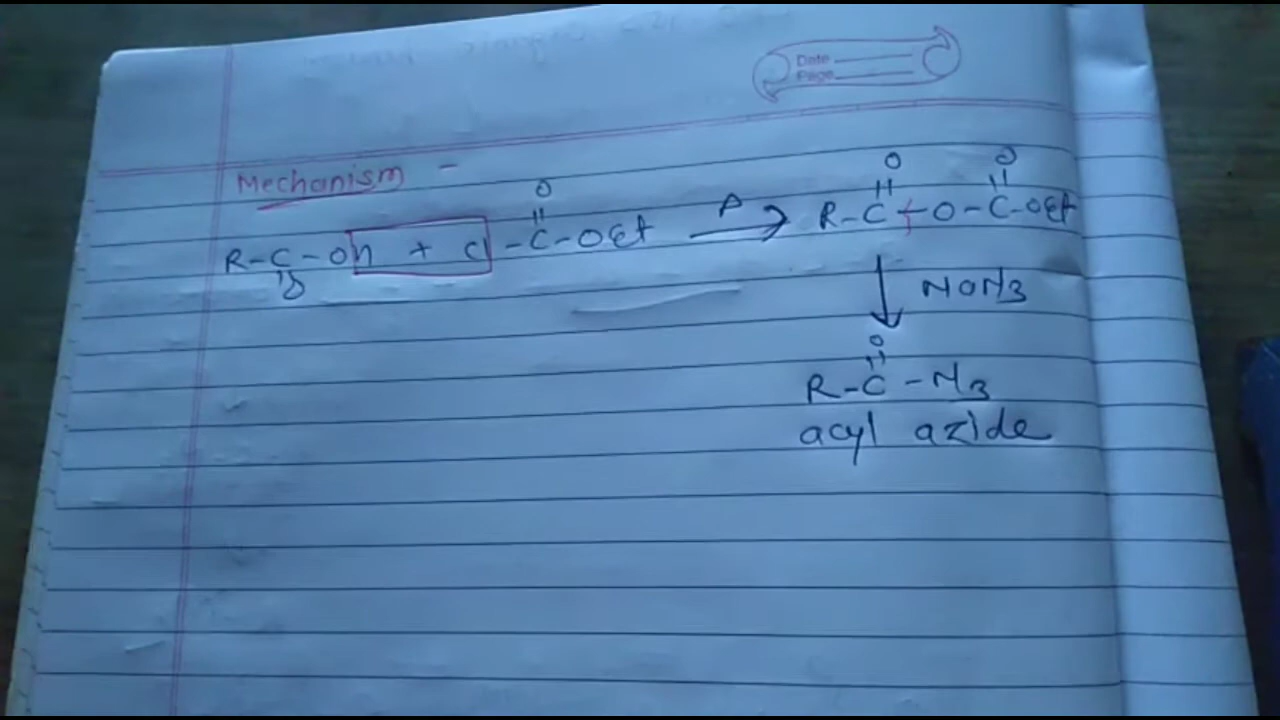 Date
Page
Mechanism -
O
||
R-C-OH + Cl-C-OEt → R-C-O-C-OEt
||
O
O
||
O
||
NaN3
O
||
R-C-N3
acyl azide